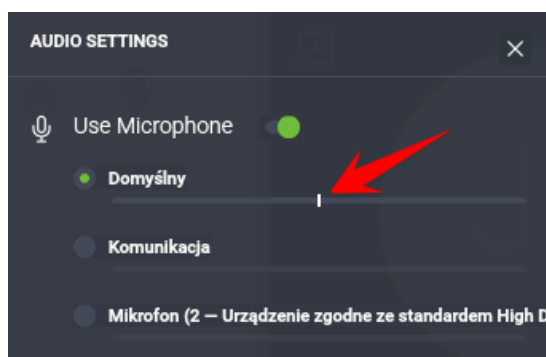 AUDIO SETTINGS
Use Microphone
Domyślny
Komunikacja
Mikrofon (2 — Urządzenie zgodne ze standardem High D